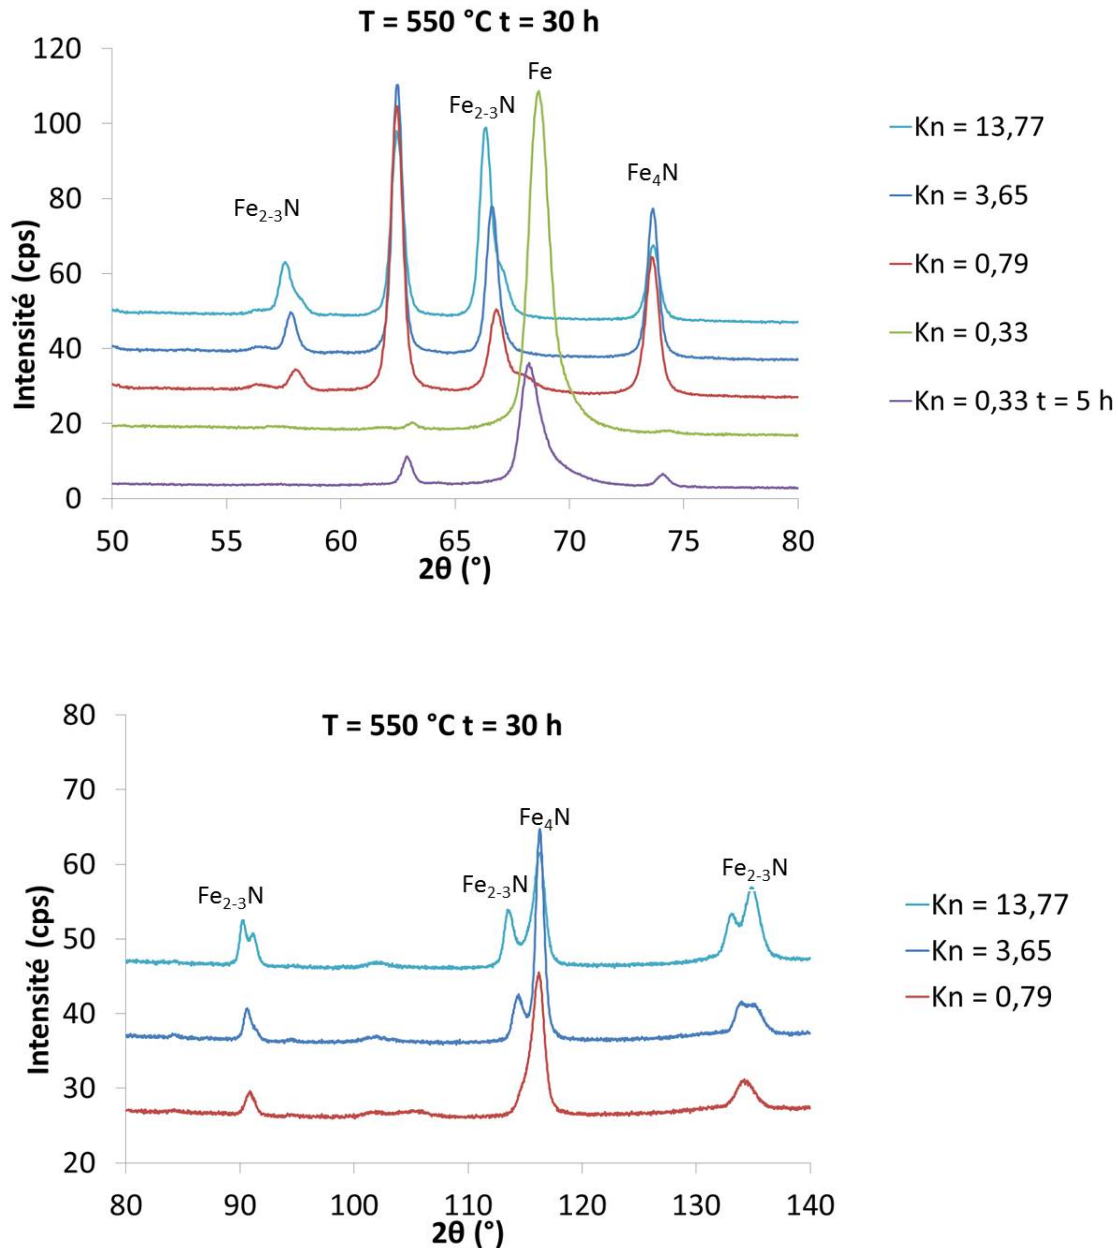 T = 550 °C t = 30 h
120
100
80
60
40
20
0
Intensité (cps)
50 55 60 65 70 75 80
2θ (°)
Fe₂₋₃N
Fe₂₋₃N
Fe
Fe₄N
Kn = 13,77
Kn = 3,65
Kn = 0,79
Kn = 0,33
Kn = 0,33 t = 5 h
T = 550 °C t = 30 h
80
70
60
50
40
30
20
Intensité (cps)
80 90 100 110 120 130 140
2θ (°)
Fe₂₋₃N
Fe₂₋₃N
Fe₄N
Fe₂₋₃N
Kn = 13,77
Kn = 3,65
Kn = 0,79